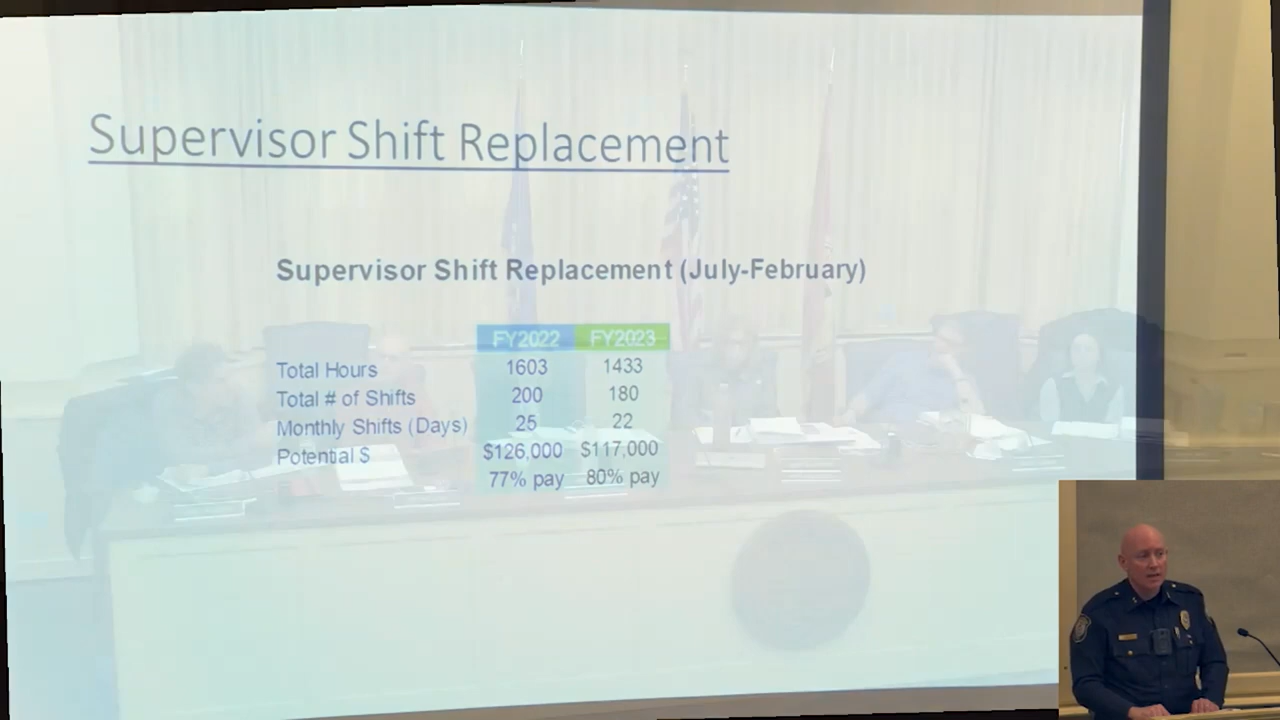 Supervisor Shift Replacement
Supervisor Shift Replacement (July-February)
FY2022 FY2023
Total Hours 1603 1433
Total # of Shifts 200 180
Monthly Shifts (Days) 25 22
Potential $ $126,000 $117,000
77% pay 80% pay